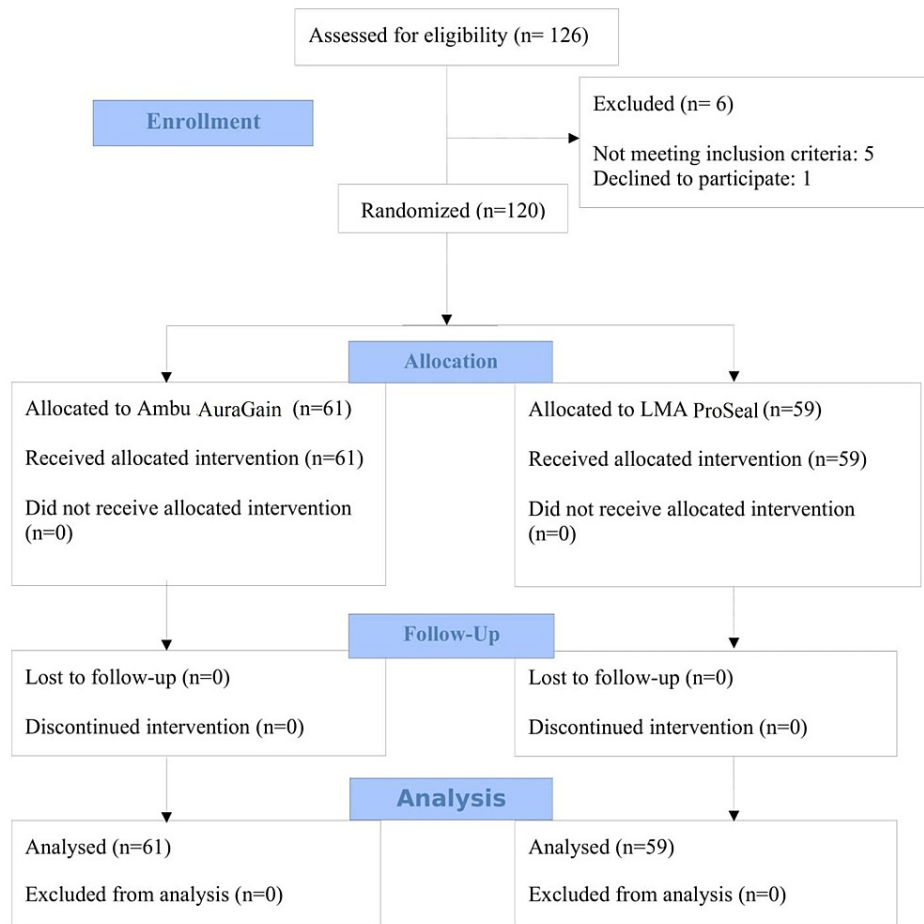 Assessed for eligibility (n= 126)
Enrollment
Excluded (n= 6)
Not meeting inclusion criteria: 5
Declined to participate: 1
Randomized (n=120)
Allocation
Allocated to Ambu AuraGain (n=61)
Received allocated intervention (n=61)
Did not receive allocated intervention
(n=0)
Allocated to LMA ProSeal (n=59)
Received allocated intervention (n=59)
Did not receive allocated intervention
(n=0)
Follow-Up
Lost to follow-up (n=0)
Discontinued intervention (n=0)
Lost to follow-up (n=0)
Discontinued intervention (n=0)
Analysis
Analysed (n=61)
Excluded from analysis (n=0)
Analysed (n=59)
Excluded from analysis (n=0)